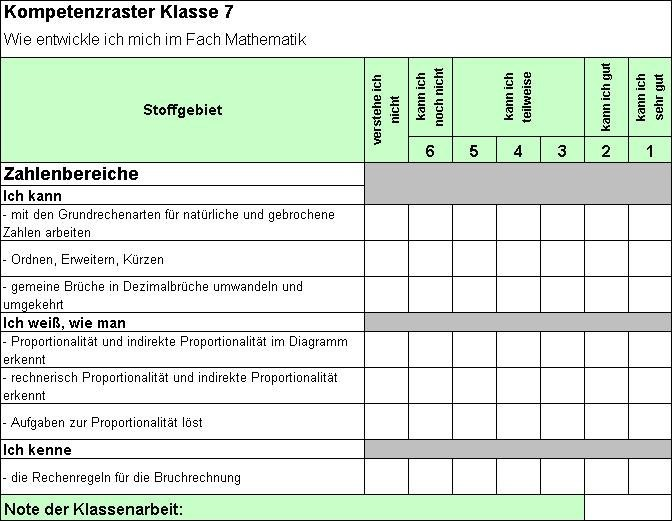 Kompetenzraster Klasse 7
Wie entwickle ich mich im Fach Mathematik
Stoffgebiet
verstehe ich
nicht
kann ich
noch nicht
kann ich
teilweise
kann ich gut
kann ich
sehr gut
6 5 4 3 2 1
Zahlenbereiche
Ich kann
- mit den Grundrechenarten für natürliche und gebrochene
Zahlen arbeiten
- Ordnen, Erweitern, Kürzen
- gemeine Brüche in Dezimalbrüche umwandeln und
umgekehrt
Ich weiß, wie man
- Proportionalität und indirekte Proportionalität im Diagramm
erkennt
- rechnerisch Proportionalität und indirekte Proportionalität
erkennt
- Aufgaben zur Proportionalität löst
Ich kenne
- die Rechenregeln für die Bruchrechnung
Note der Klassenarbeit: